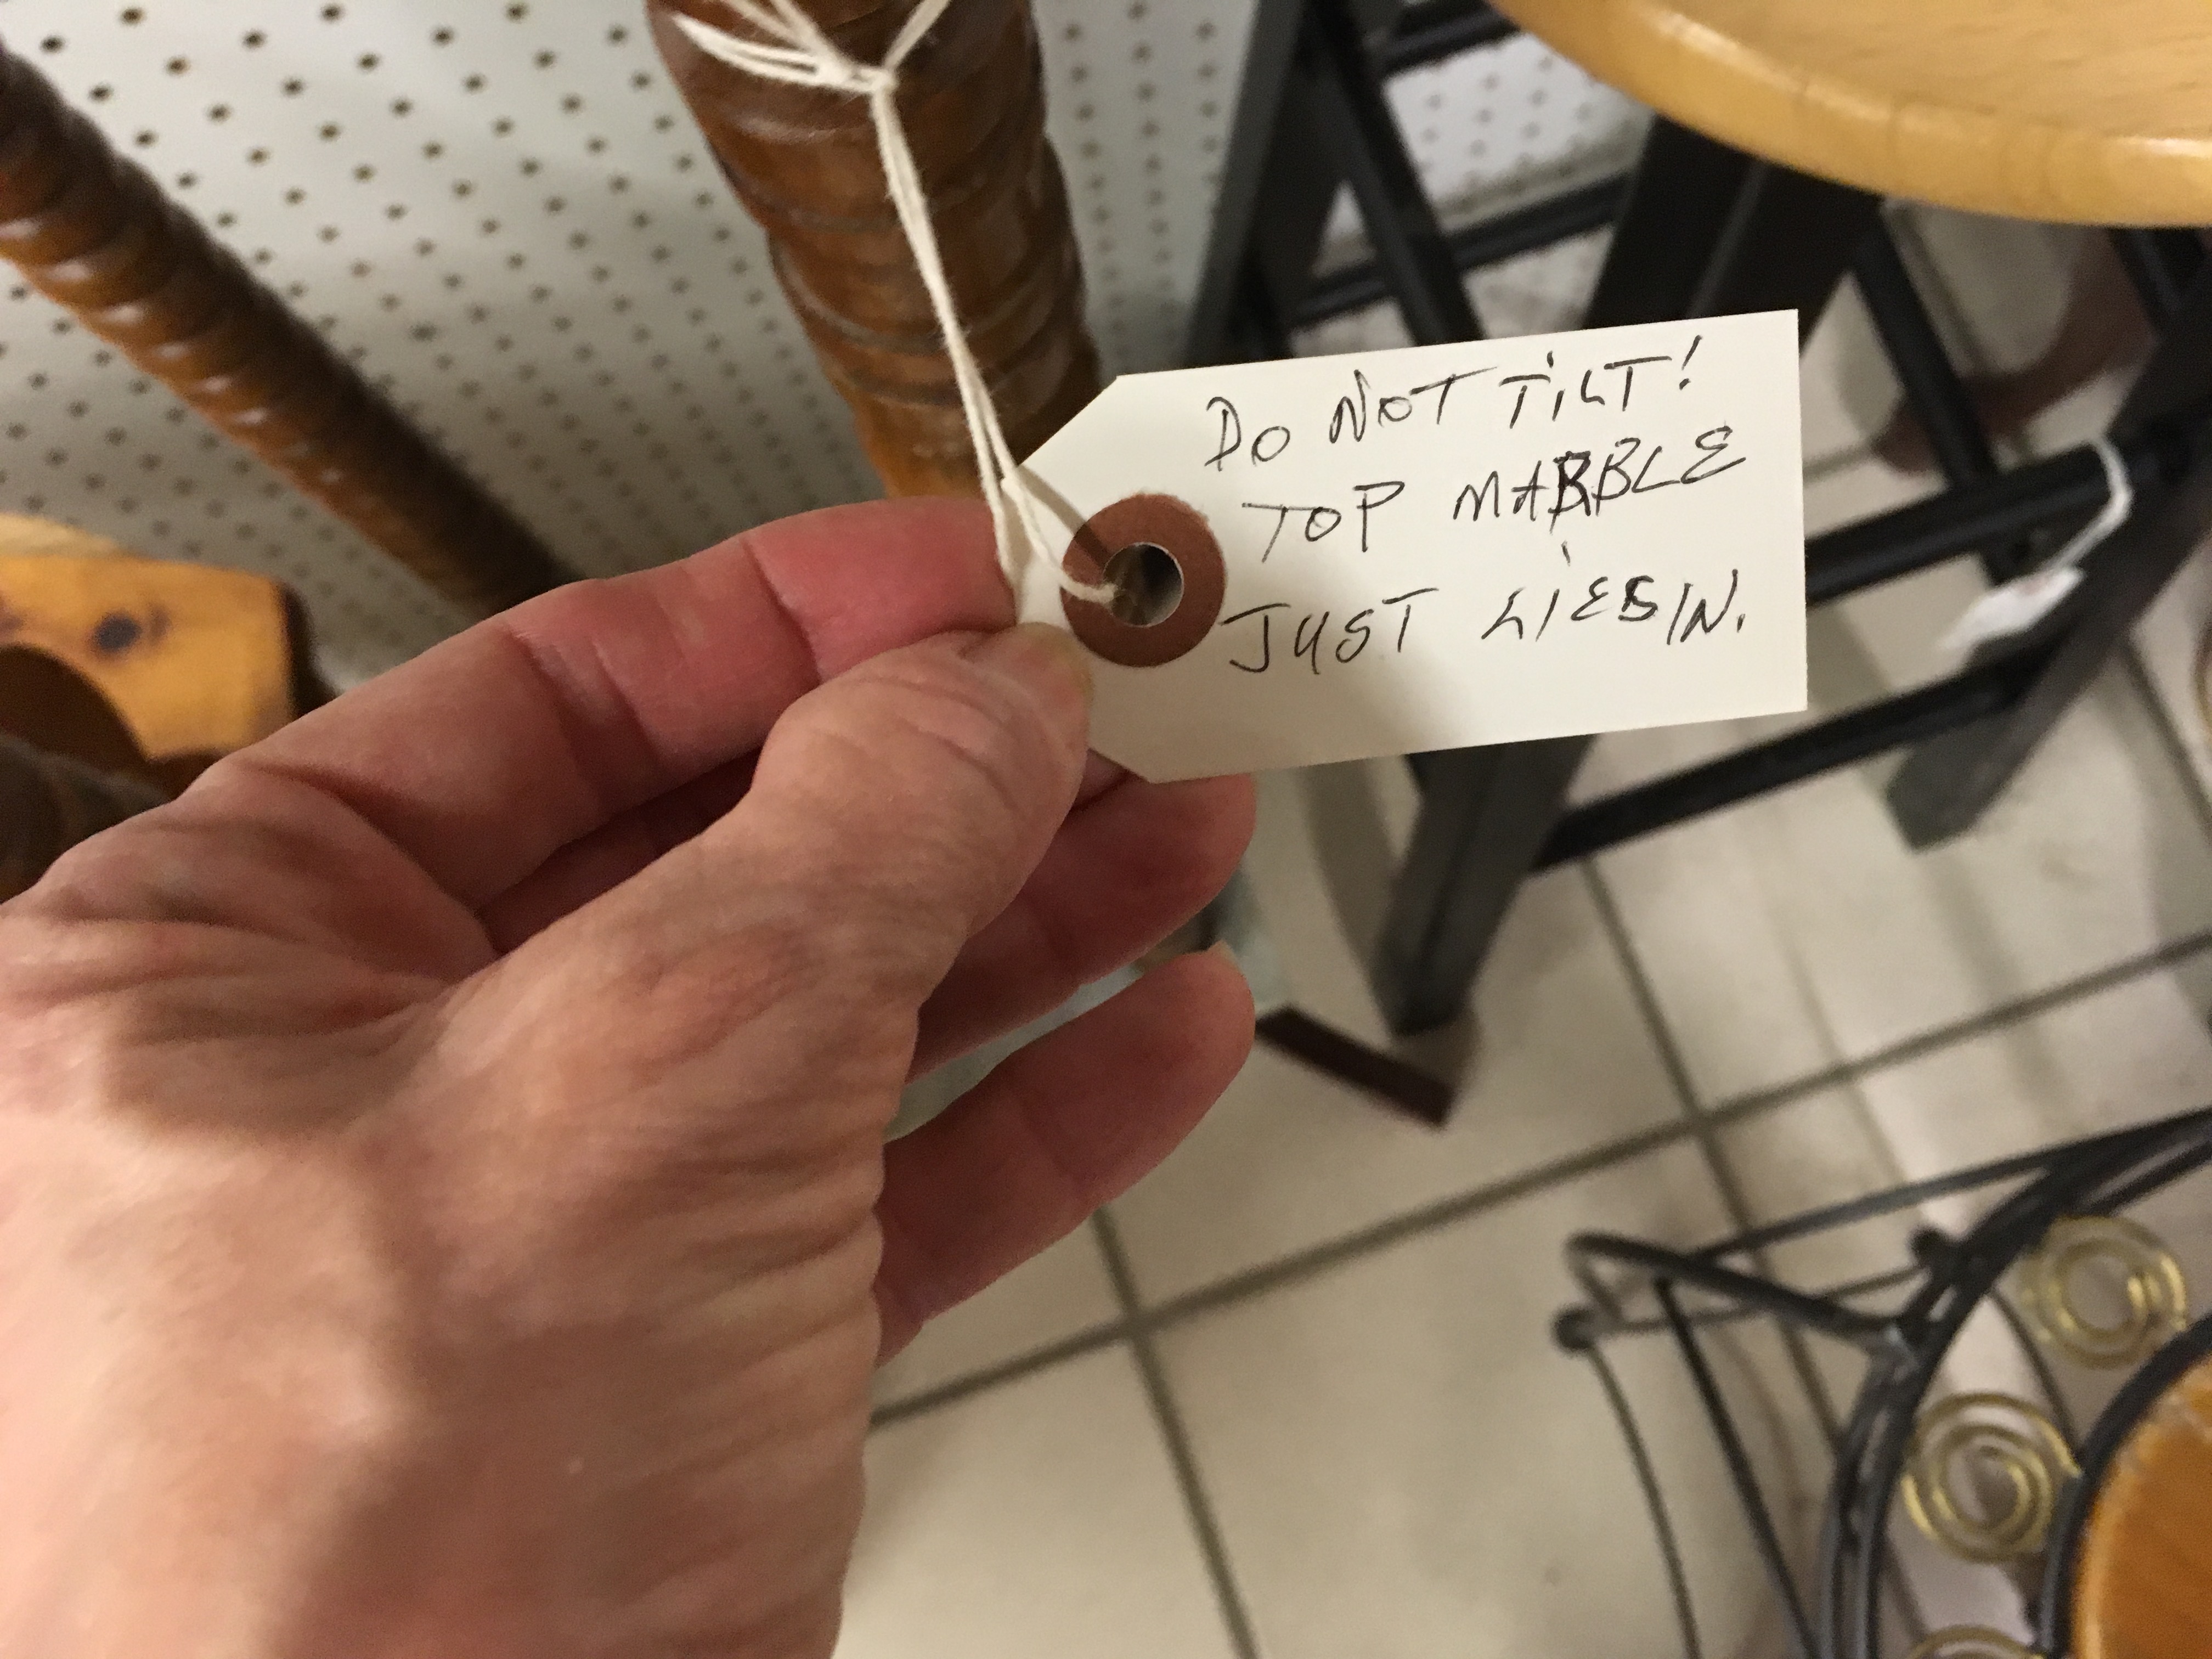 DO NOT TiLT!
TOP MARBLE
JUST LIES IN.